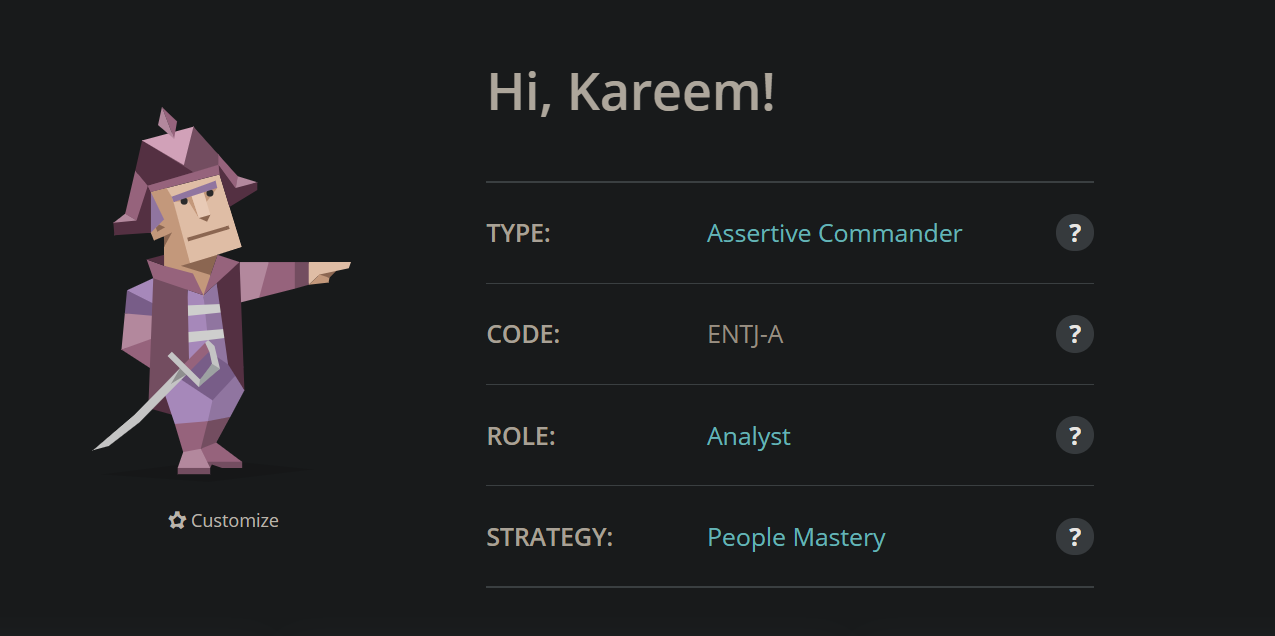 Hi, Kareem!
TYPE: Assertive Commander ?
CODE: ENTJ-A ?
ROLE: Analyst ?
STRATEGY: People Mastery ?
Customize